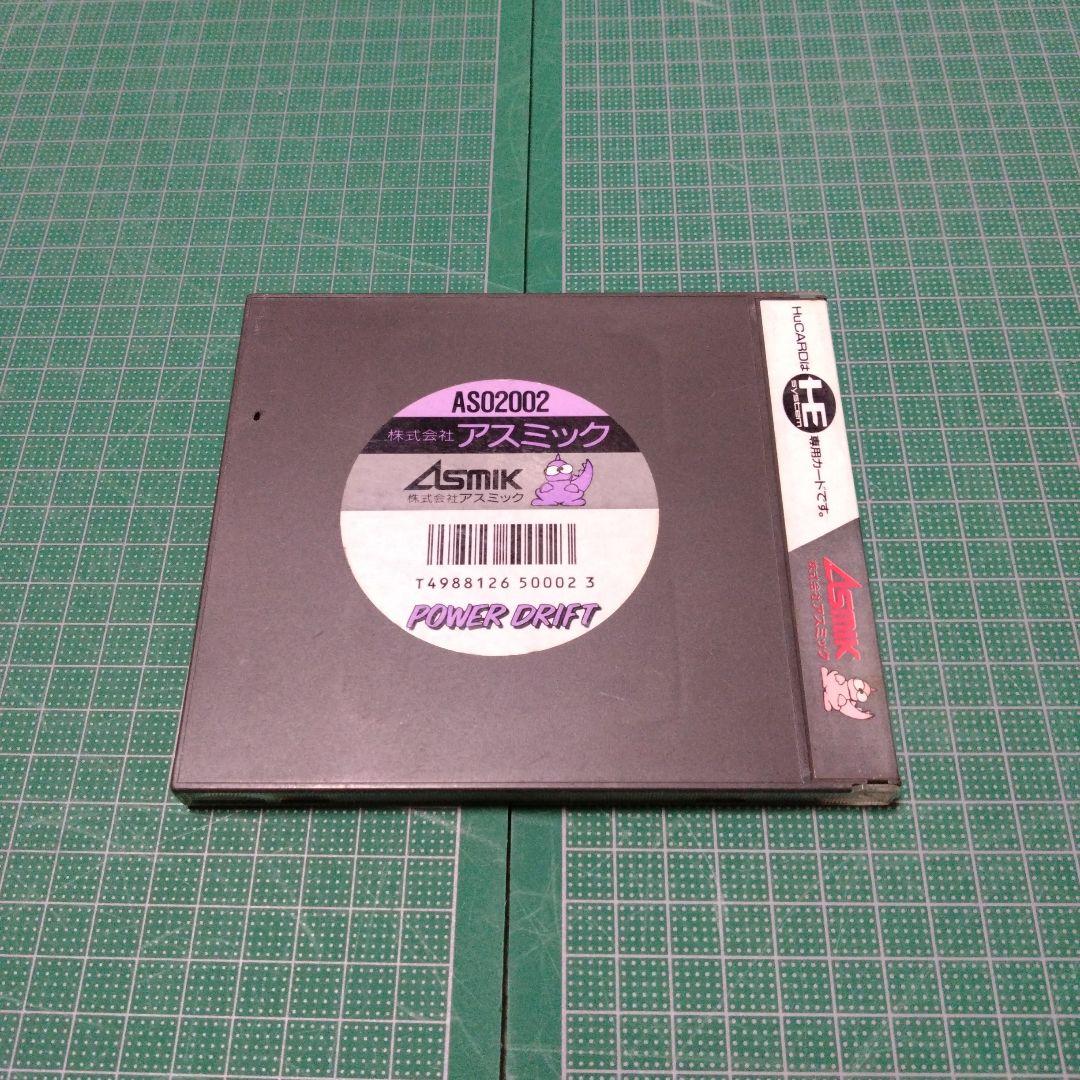 AS02002
株式会社 アスミック
ASMIK
株式会社アスミック
T4988126 50002 3
POWER DRIFT
HuCARDは HE system 専用カードです。
ASMIK
株式会社アスミック